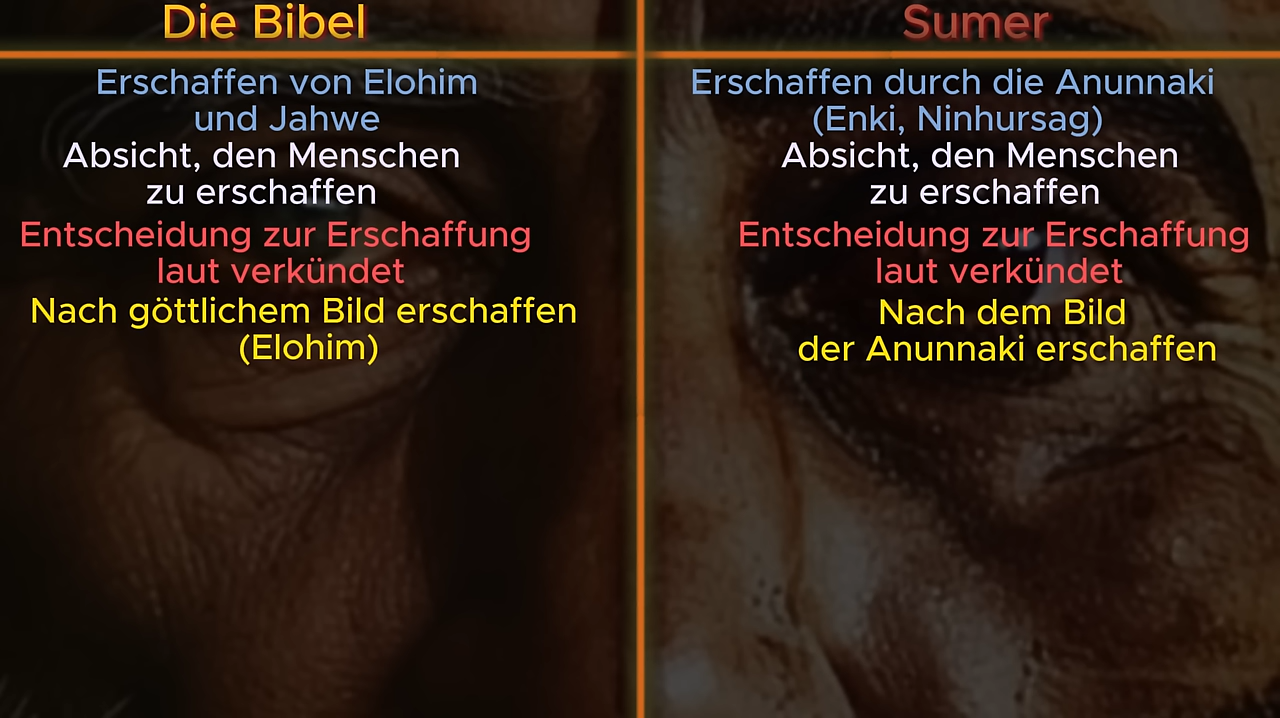 Die Bibel
Erschaffen von Elohim
und Jahwe
Absicht, den Menschen
zu erschaffen
Entscheidung zur Erschaffung
laut verkündet
Nach göttlichem Bild erschaffen
(Elohim)
Sumer
Erschaffen durch die Anunnaki
(Enki, Ninhursag)
Absicht, den Menschen
zu erschaffen
Entscheidung zur Erschaffung
laut verkündet
Nach dem Bild
der Anunnaki erschaffen